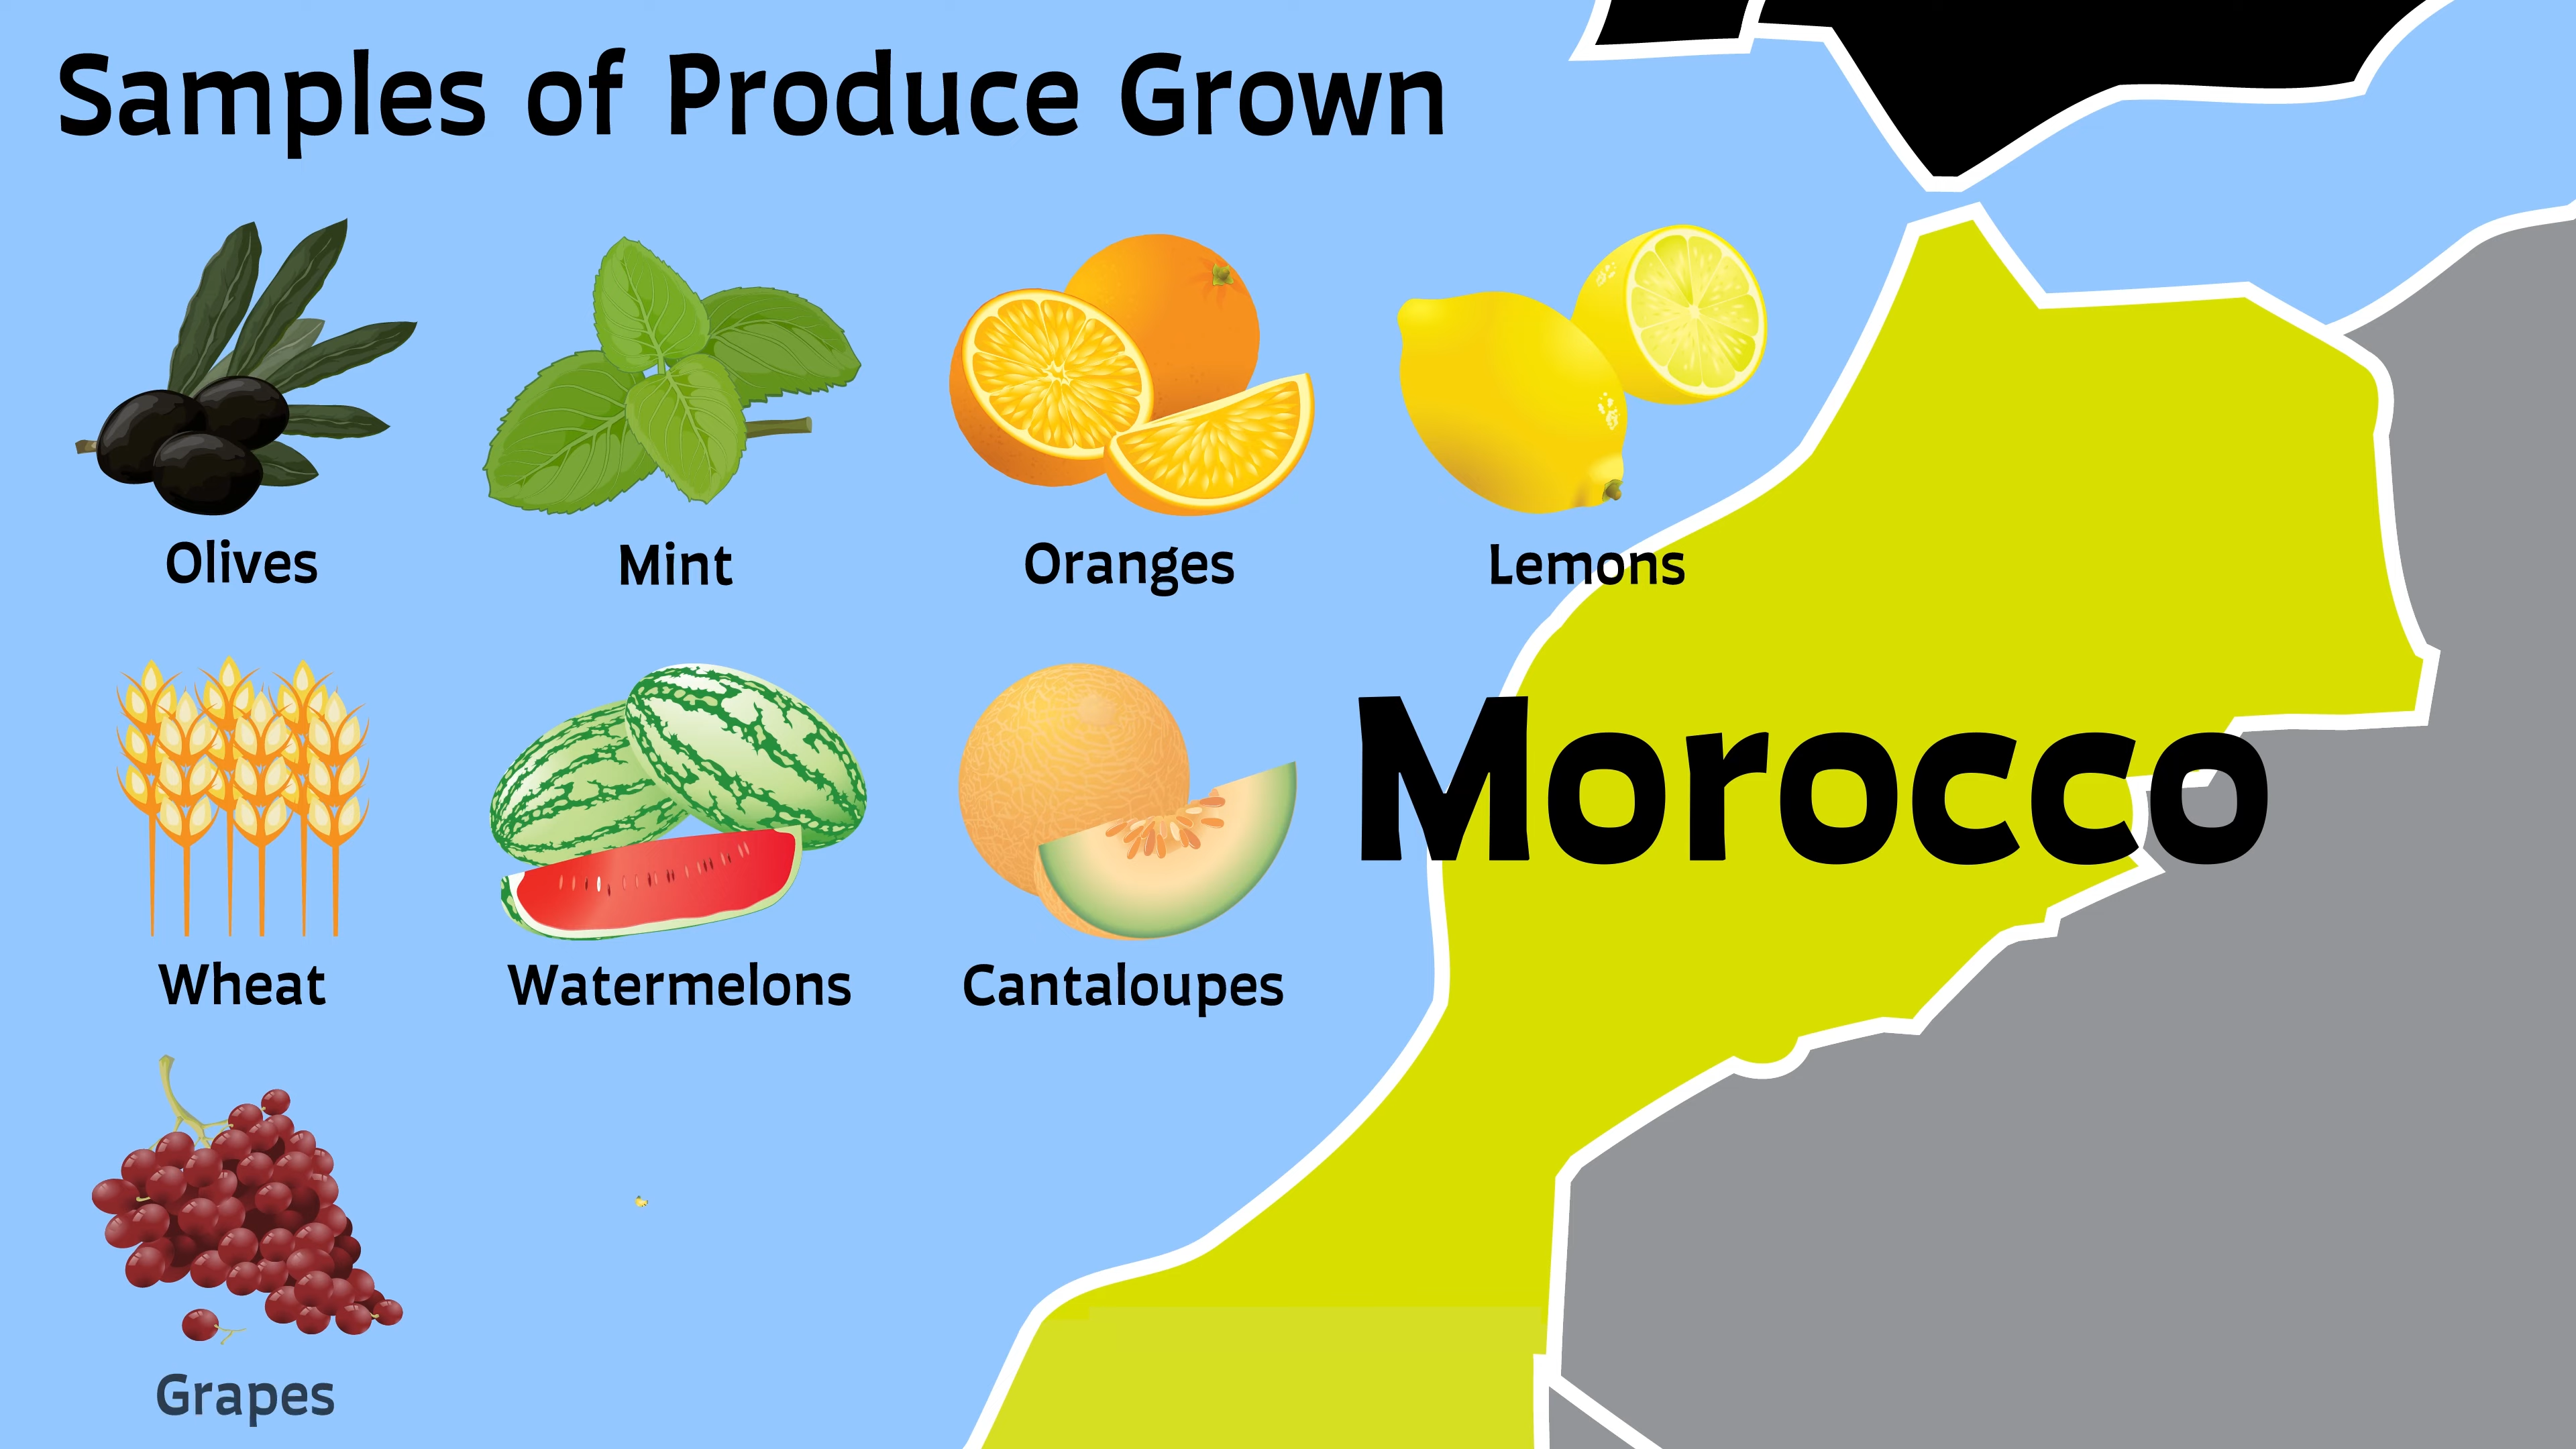 Samples of Produce Grown
Olives
Mint
Oranges
Lemons
Morocco
Wheat
Watermelons
Cantaloupes
Grapes